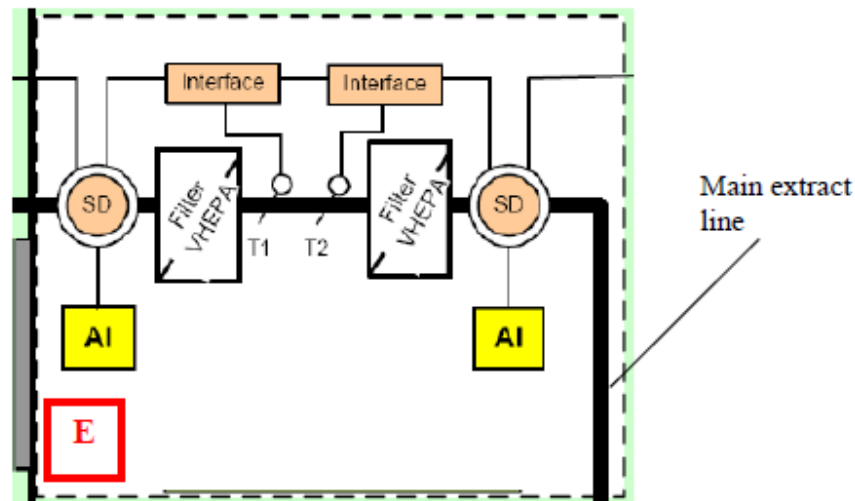 Interface
Interface
SD
Filter
VHEPA
T1
T2
Filter
VHEPA
SD
Main extract
line
AI
AI
E